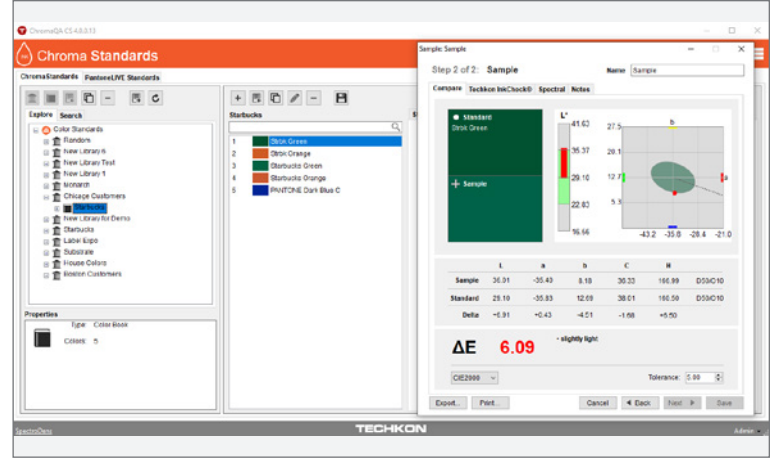 ChromaQA CS 4.8.0.13
Chroma Standards
ChromaStandards PantoneLIVE Standards
Explore Search
Color Standards
Random
New Library 6
New Library Test
New Library 1
Monarch
Chicago Customers
Starbucks
New Library for Demo
Starbucks
Label Expo
Substrate
House Colors
Boston Customers
Properties
Type: Color Book
Colors: 5
Starbucks
1 Strbk Green
2 Strbk Orange
3 Starbucks Green
4 Starbucks Orange
5 PANTONE Dark Blue C
Sample: Sample
Step 2 of 2: Sample Name Sample
Compare Techkon InkCheck® Spectral Notes
Standard
Strbk Green
Sample
L*
41.63
35.37
29.10
22.83
16.56
b
27.5
20.1
12.7
5.3
a
-43.2 -35.8 -28.4 -21.0
L a b C H
Sample 36.01 -35.40 8.18 36.33 166.99 D50/O10
Standard 29.10 -35.83 12.69 38.01 160.50 D50/O10
Delta +6.91 +0.43 -4.51 -1.68 +6.50
ΔE 6.09 - slightly light
CIE2000 Tolerance: 5.00
Export... Print... Cancel Back Next Save
SpectroDens TECHKON Admin